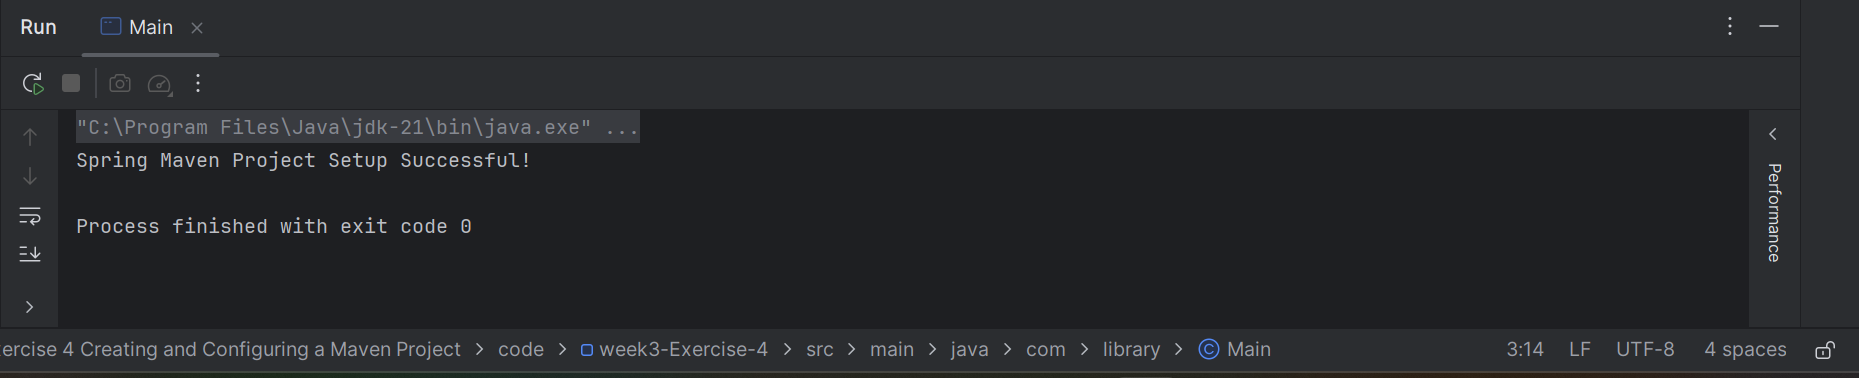 Run Main
"C:\Program Files\Java\jdk-21\bin\java.exe" ...
Spring Maven Project Setup Successful!
Process finished with exit code 0
Performance
Exercise 4 Creating and Configuring a Maven Project > code > week3-Exercise-4 > src > main > java > com > library > Main 3:14 LF UTF-8 4 spaces